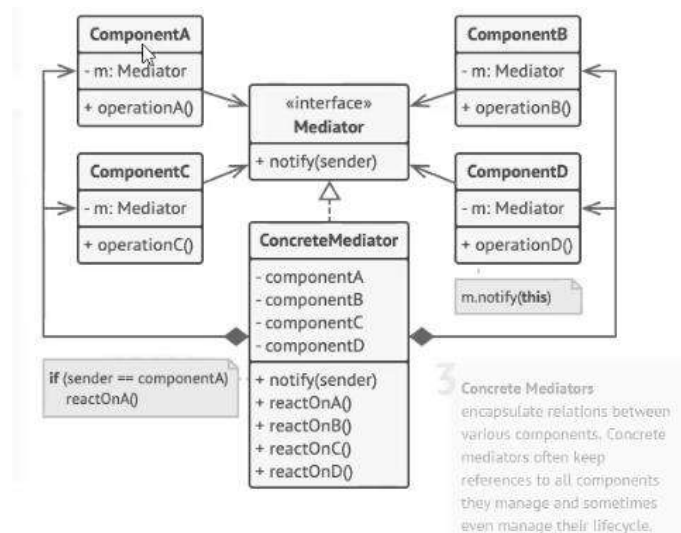 ComponentA
- m: Mediator
+ operationA()
ComponentB
- m: Mediator
+ operationB()
«interface»
Mediator
+ notify(sender)
ComponentC
- m: Mediator
+ operationC()
ComponentD
- m: Mediator
+ operationD()
ConcreteMediator
- componentA
- componentB
- componentC
- componentD
+ notify(sender)
+ reactOnA()
+ reactOnB()
+ reactOnC()
+ reactOnD()
m.notify(this)
if (sender == componentA)
reactOnA()
3
Concrete Mediators
encapsulate relations between
various components. Concrete
mediators often keep
references to all components
they manage and sometimes
even manage their lifecycle.